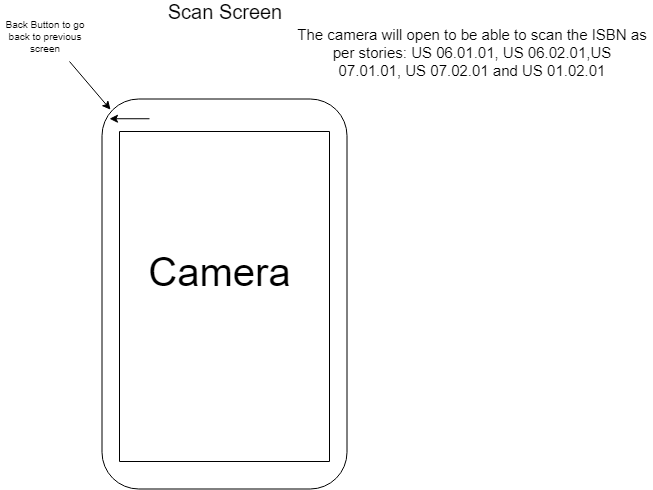 Scan Screen
Back Button to go
back to previous
screen
The camera will open to be able to scan the ISBN as
per stories: US 06.01.01, US 06.02.01,US
07.01.01, US 07.02.01 and US 01.02.01
Camera